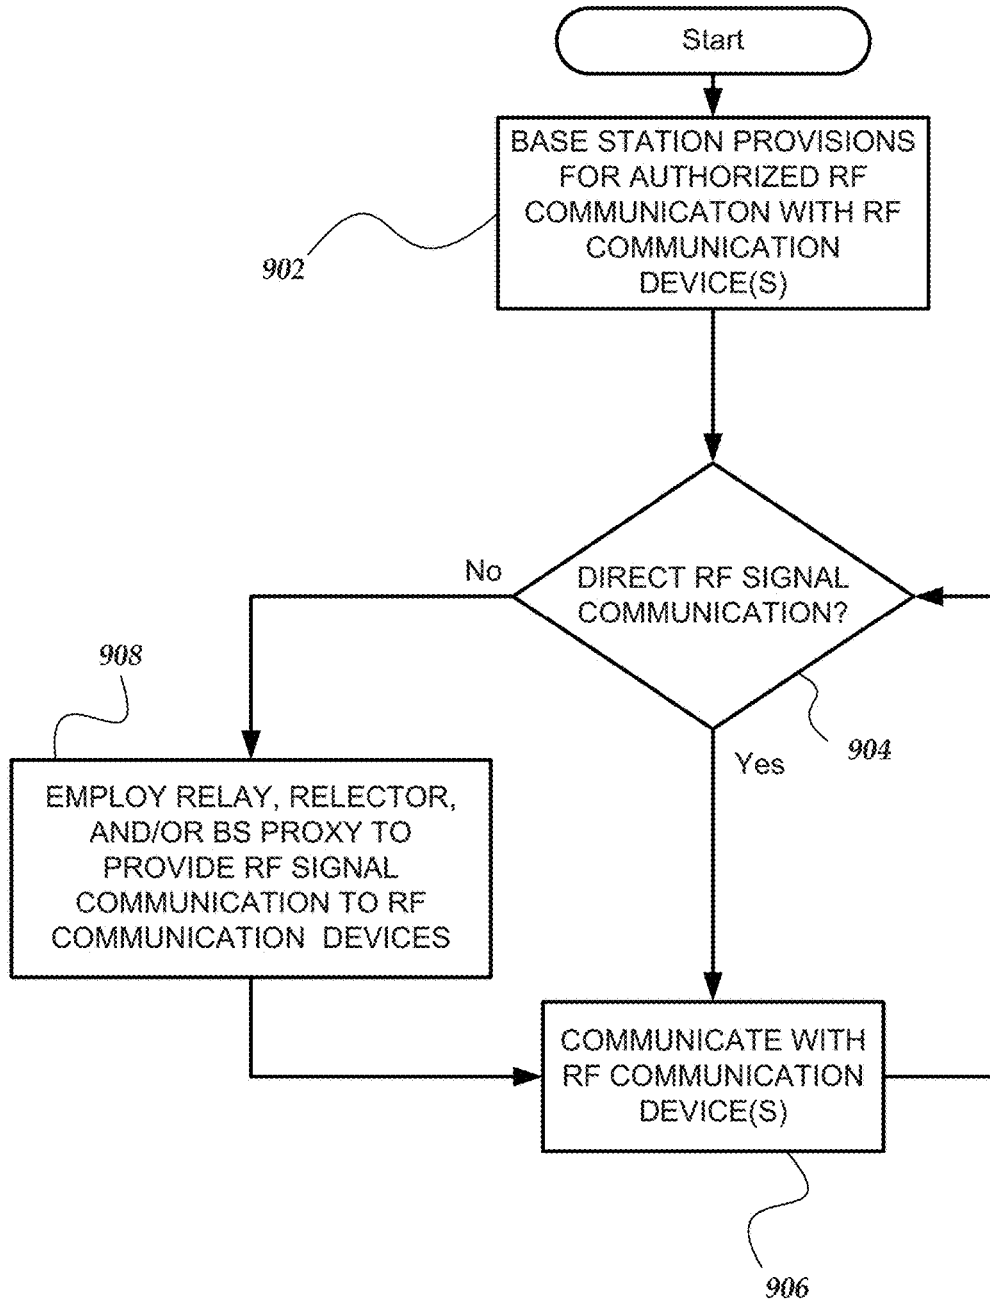 Start
BASE STATION PROVISIONS
FOR AUTHORIZED RF
COMMUNICATON WITH RF
COMMUNICATION
DEVICE(S)
902
No
DIRECT RF SIGNAL
COMMUNICATION?
908
904
Yes
EMPLOY RELAY, RELECTOR,
AND/OR BS PROXY TO
PROVIDE RF SIGNAL
COMMUNICATION TO RF
COMMUNICATION DEVICES
COMMUNICATE WITH
RF COMMUNICATION
DEVICE(S)
906